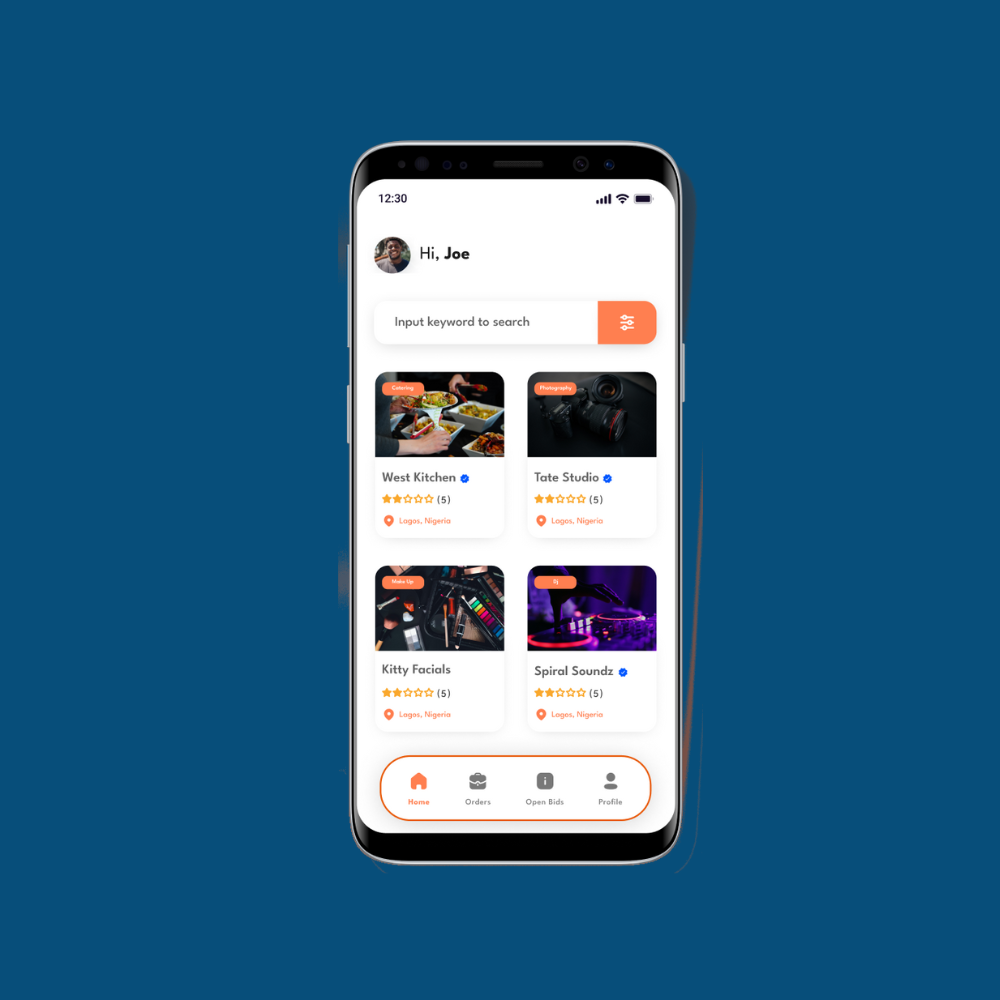 12:30
Hi, Joe
Input keyword to search
Catering
Photography
West Kitchen
Tate Studio
(5)
(5)
Lagos, Nigeria
Lagos, Nigeria
Make Up
Dj
Kitty Facials
Spiral Soundz
(5)
(5)
Lagos, Nigeria
Lagos, Nigeria
Home
Orders
Open Bids
Profile